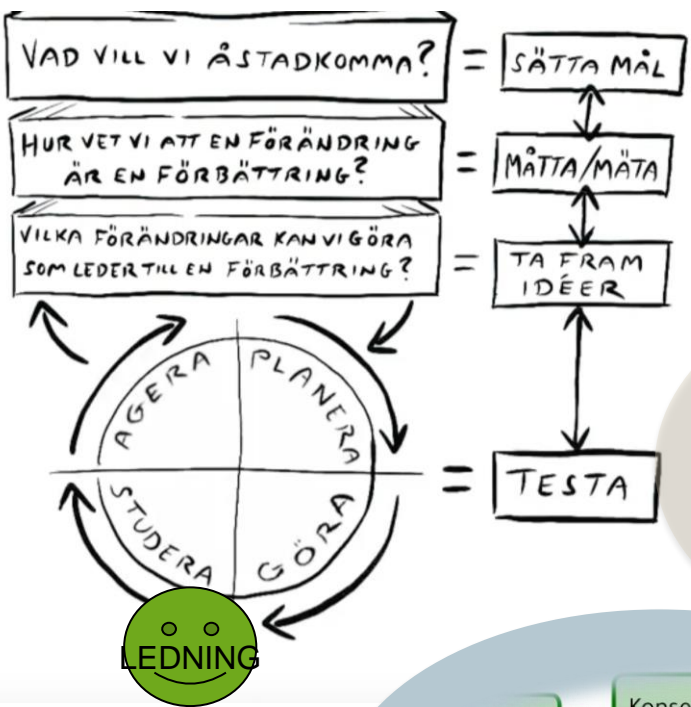 VAD VILL VI ÅSTADKOMMA?
=
SÄTTA MÅL
HUR VET VI ATT EN FÖRÄNDRING
ÄR EN FÖRBÄTTRING?
=
MÅTTA/MÄTA
VILKA FÖRÄNDRINGAR KAN VI GÖRA
SOM LEDER TILL EN FÖRBÄTTRING?
=
TA FRAM
IDÉER
AGERA
PLANERA
=
TESTA
STUDERA
GÖRA
LEDNING